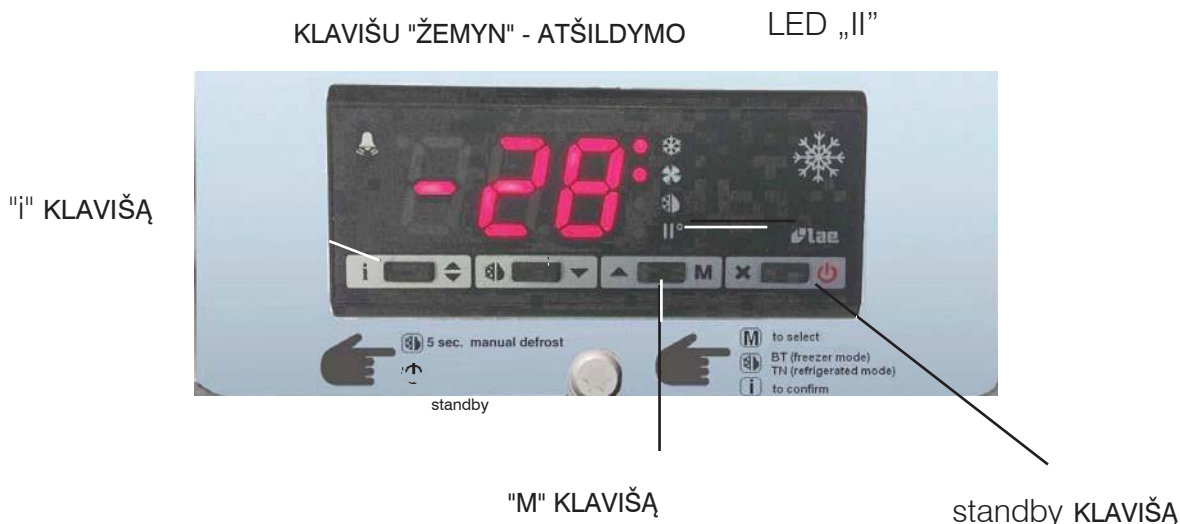 KLAVIŠU "ŽEMYN" - ATŠILDYMO
LED „II”
-28
"i" KLAVIŠĄ
II°
lae
i
M
5 sec. manual defrost
standby
M to select
BT (freezer mode)
TN (refrigerated mode)
i to confirm
"M" KLAVIŠĄ
standby KLAVIŠĄ